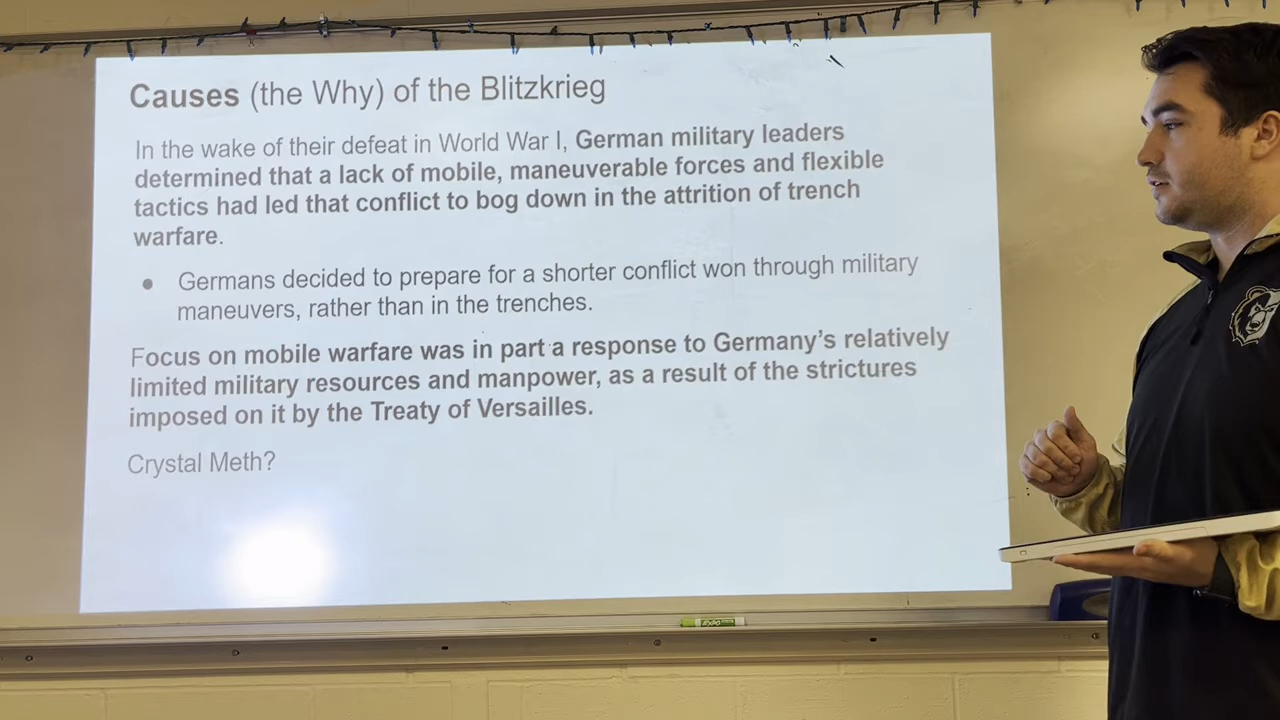 Causes (the Why) of the Blitzkrieg
In the wake of their defeat in World War I, German military leaders
determined that a lack of mobile, maneuverable forces and flexible
tactics had led that conflict to bog down in the attrition of trench
warfare.
● Germans decided to prepare for a shorter conflict won through military
maneuvers, rather than in the trenches.
Focus on mobile warfare was in part a response to Germany's relatively
limited military resources and manpower, as a result of the strictures
imposed on it by the Treaty of Versailles.
Crystal Meth?
EXPO